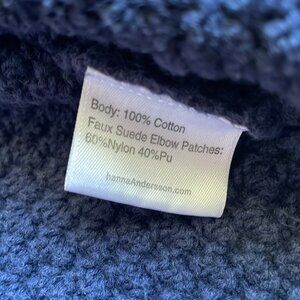 Body: 100% Cotton
Faux Suede Elbow Patches:
60%Nylon 40%Pu
hannaAndersson.com